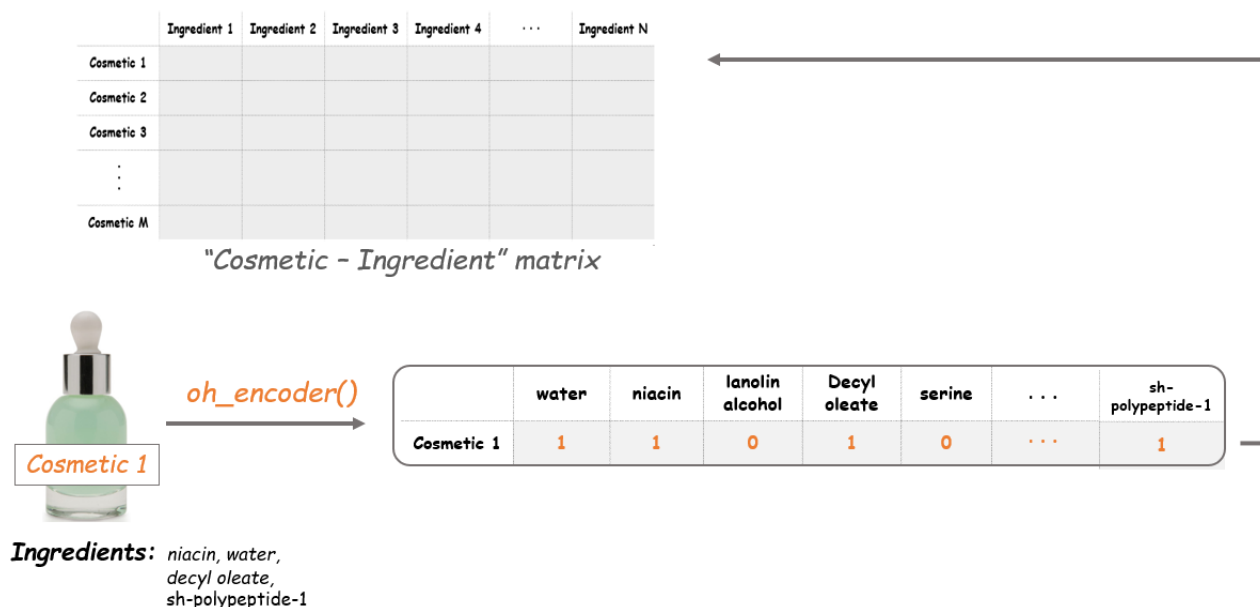 Ingredient 1 Ingredient 2 Ingredient 3 Ingredient 4 ... Ingredient N
Cosmetic 1
Cosmetic 2
Cosmetic 3
⋮
Cosmetic M
“Cosmetic – Ingredient” matrix
oh_encoder()
Cosmetic 1
water niacin lanolin alcohol Decyl oleate serine ... sh-polypeptide-1
Cosmetic 1 1 1 0 1 0 ... 1
Ingredients: niacin, water,
decyl oleate,
sh-polypeptide-1